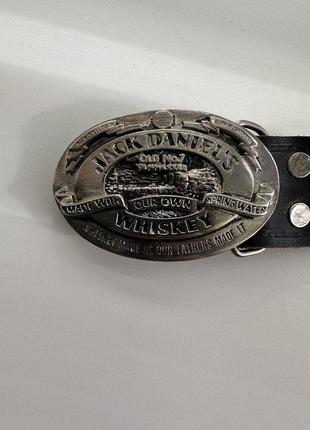 JACK DANIEL'S
OLD No.7
MADE WITH OUR OWN SPRING WATER
WHISKEY
WHISKEY MADE AS OUR FATHERS MADE IT